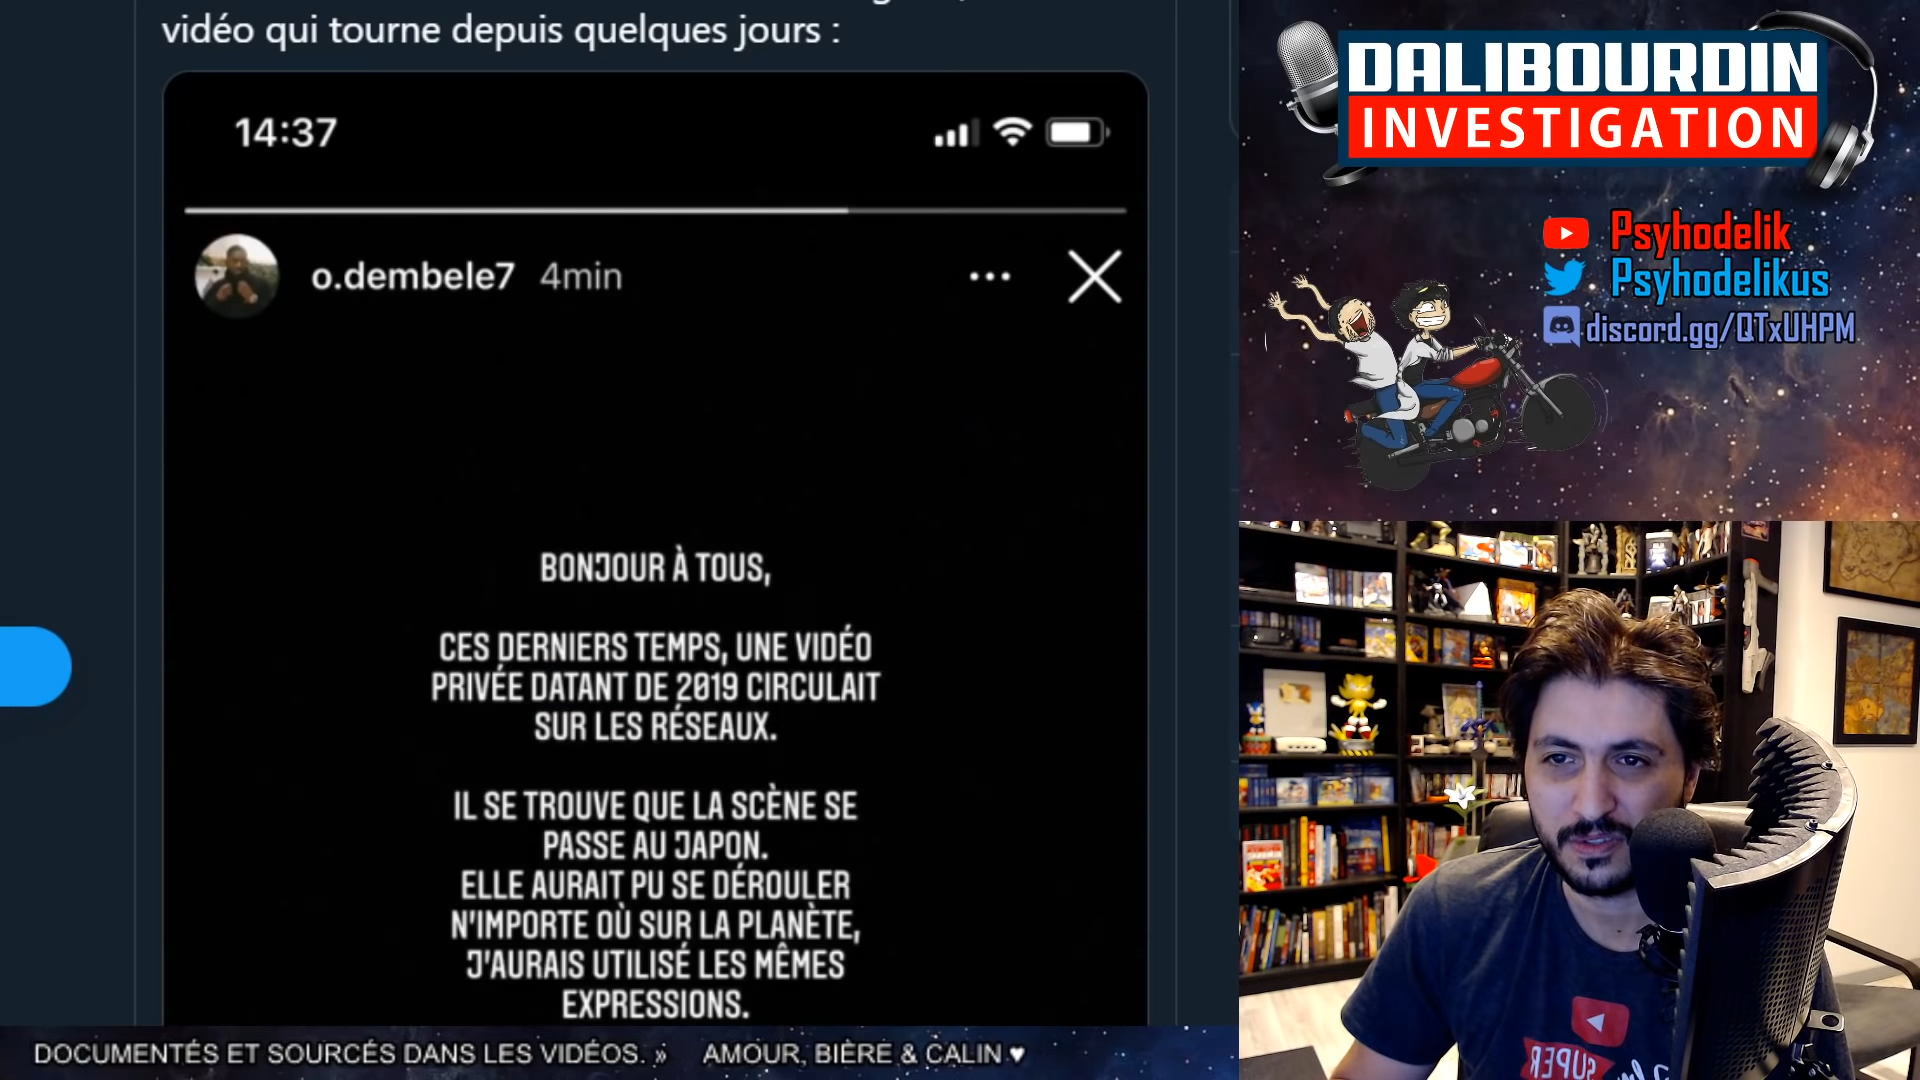 vidéo qui tourne depuis quelques jours :
14:37
o.dembele7 4min
BONJOUR À TOUS,
CES DERNIERS TEMPS, UNE VIDÉO
PRIVÉE DATANT DE 2019 CIRCULAIT
SUR LES RÉSEAUX.
IL SE TROUVE QUE LA SCÈNE SE
PASSE AU JAPON.
ELLE AURAIT PU SE DÉROULER
N'IMPORTE OÙ SUR LA PLANÈTE,
J'AURAIS UTILISÉ LES MÊMES
EXPRESSIONS.
DOCUMENTÉS ET SOURCÉS DANS LES VIDÉOS. » AMOUR, BIÈRE & CALIN ♥
DALIBOURDIN
INVESTIGATION
Psyhodelik
Psyhodelikus
discord.gg/QTxUHPM
SUPER